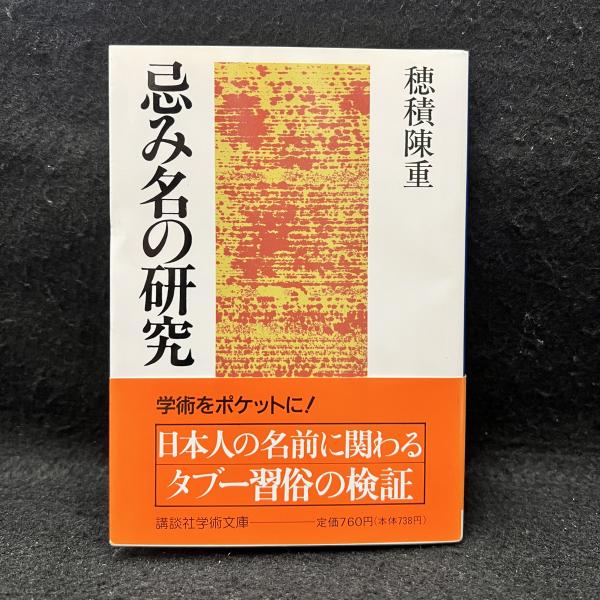 穂積陳重
忌み名の研究
学術をポケットに!
日本人の名前に関わる
タブー習俗の検証
講談社学術文庫――定価760円(本体738円)